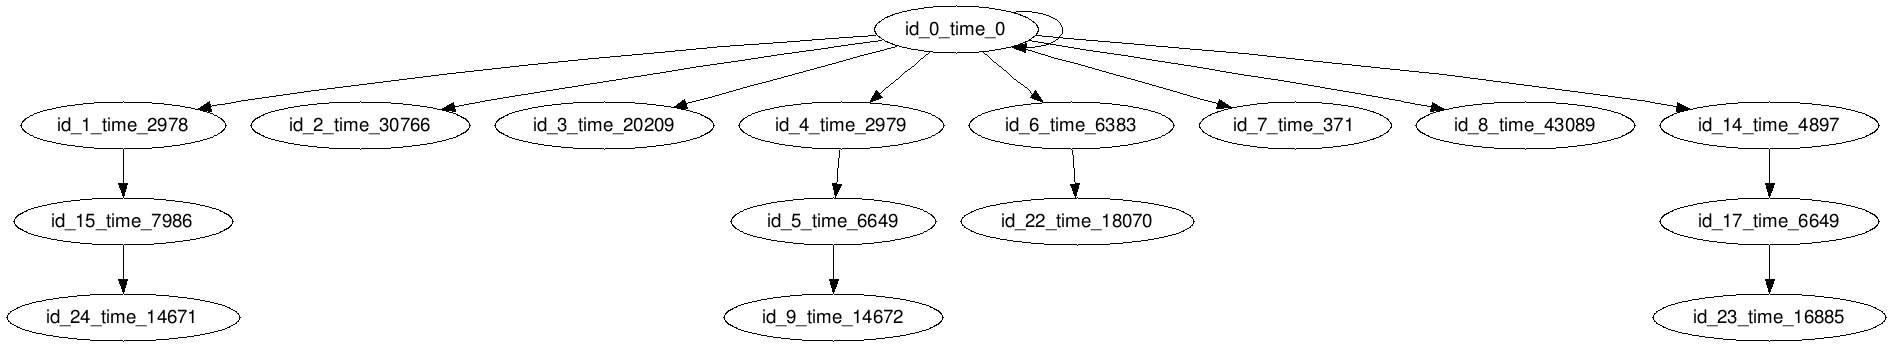 id_0_time_0
id_1_time_2978
id_2_time_30766
id_3_time_20209
id_4_time_2979
id_6_time_6383
id_7_time_371
id_8_time_43089
id_14_time_4897
id_15_time_7986
id_5_time_6649
id_22_time_18070
id_17_time_6649
id_24_time_14671
id_9_time_14672
id_23_time_16885